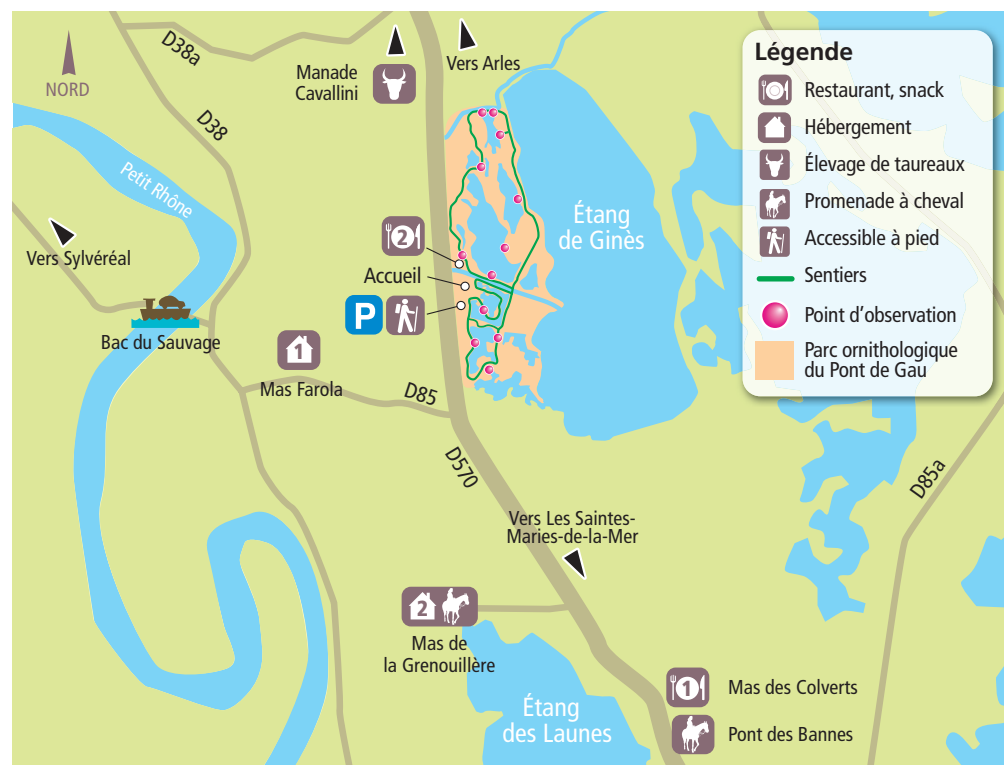 NORD
D38a
D38
Manade
Cavallini
Vers Arles
Petit Rhône
Vers Sylvéréal
Bac du Sauvage
2
Accueil
P
1
Mas Farola
D85
D570
Étang
de Ginès
Légende
Restaurant, snack
Hébergement
Élevage de taureaux
Promenade à cheval
Accessible à pied
Sentiers
Point d'observation
Parc ornithologique
du Pont de Gau
D85a
Vers Les Saintes-
Maries-de-la-Mer
2
Mas de
la Grenouillère
Étang
des Launes
1
Mas des Colverts
Pont des Bannes